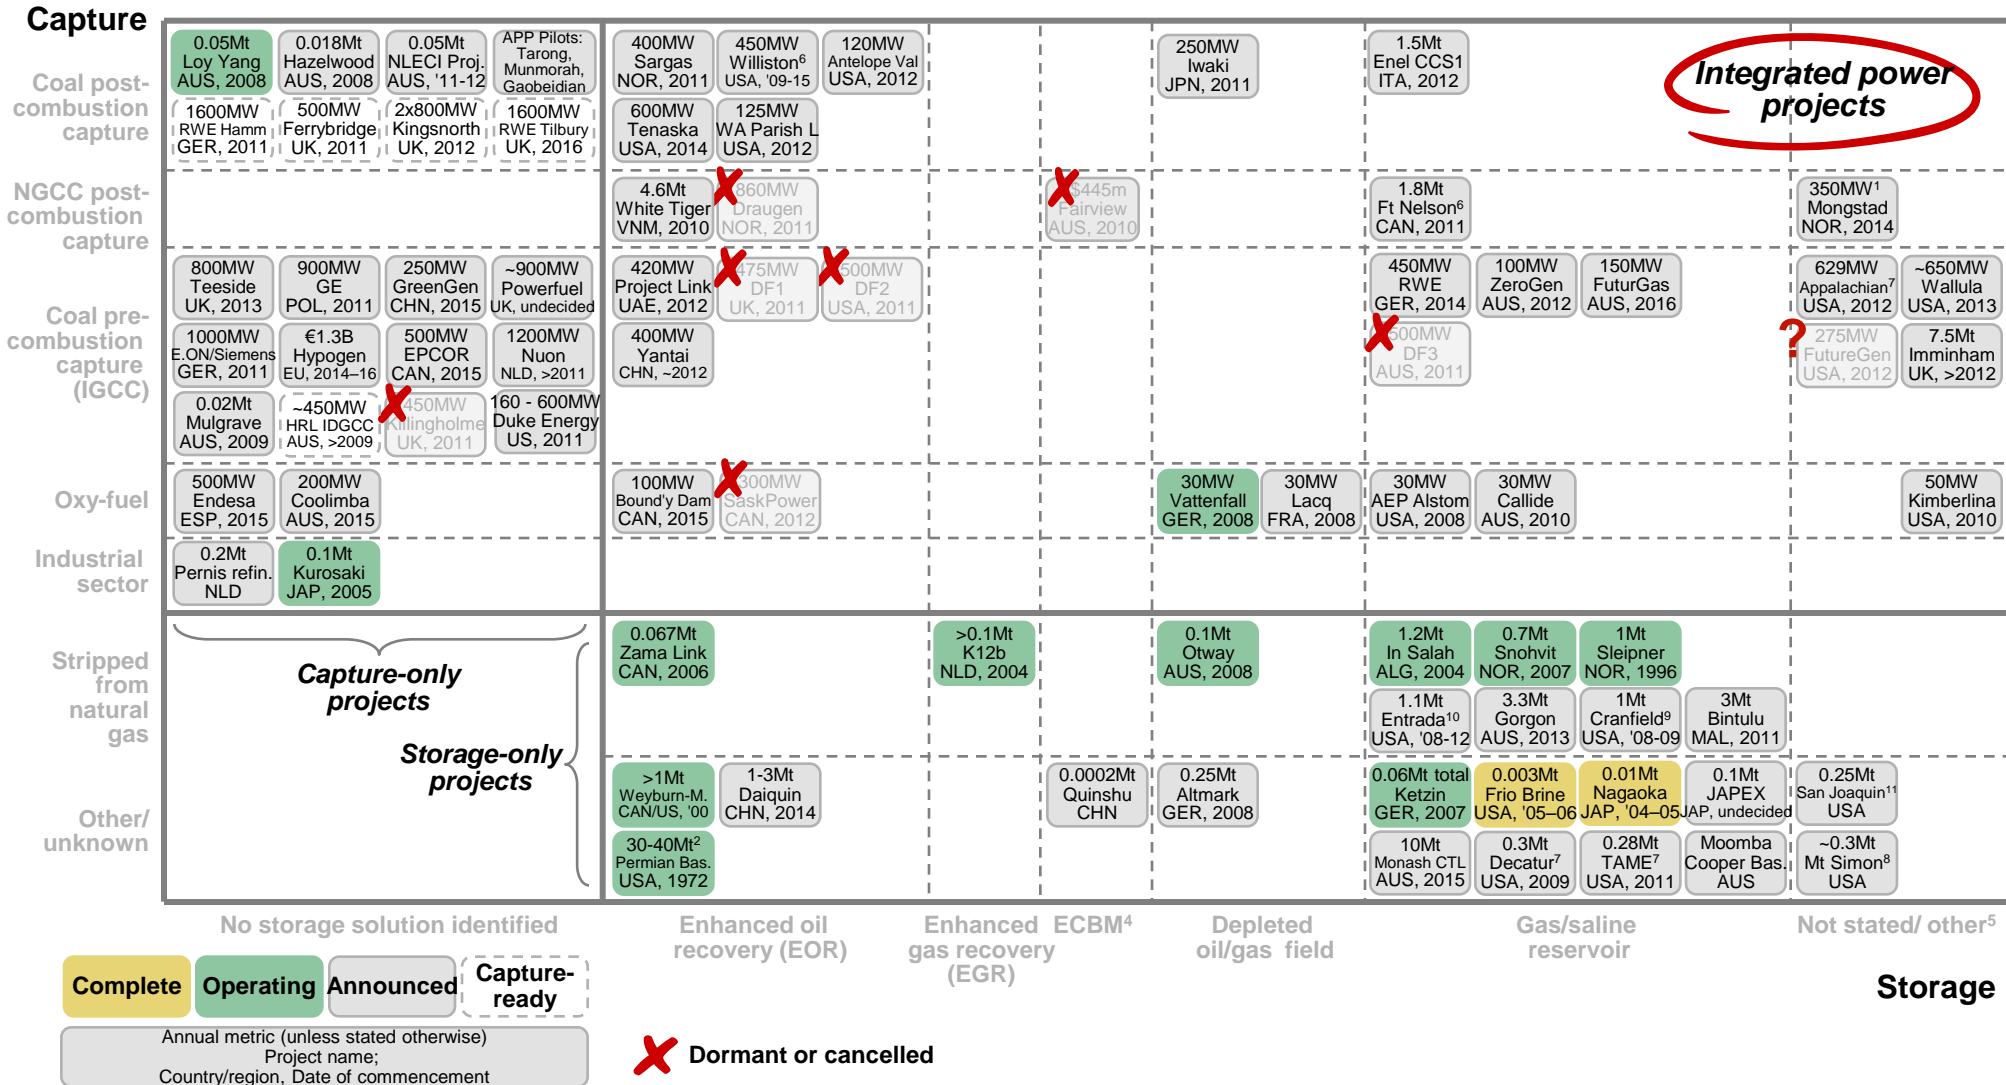 Capture
Coal post-
combustion
capture
0.05Mt
Loy Yang
AUS, 2008
0.018Mt
Hazelwood
AUS, 2008
0.05Mt
NLECI Proj.
AUS, '11-12
APP Pilots:
Tarong,
Munmorah,
Gaobeidian
1600MW
RWE Hamm
GER, 2011
500MW
Ferrybridge
UK, 2011
2x800MW
Kingsnorth
UK, 2012
1600MW
RWE Tilbury
UK, 2016
400MW
Sargas
NOR, 2011
450MW
Williston⁶
USA, '09-15
120MW
Antelope Val
USA, 2012
600MW
Tenaska
USA, 2014
125MW
WA Parish L
USA, 2012
250MW
Iwaki
JPN, 2011
1.5Mt
Enel CCS1
ITA, 2012
Integrated power
projects
NGCC post-
combustion
capture
4.6Mt
White Tiger
VNM, 2010
860MW
Draugen
NOR, 2011
$445m
Fairview
AUS, 2010
1.8Mt
Ft Nelson⁶
CAN, 2011
350MW¹
Mongstad
NOR, 2014
Coal pre-
combustion
capture
(IGCC)
800MW
Teeside
UK, 2013
900MW
GE
POL, 2011
250MW
GreenGen
CHN, 2015
~900MW
Powerfuel
UK, undecided
1000MW
E.ON/Siemens
GER, 2011
€1.3B
Hypogen
EU, 2014–16
500MW
EPCOR
CAN, 2015
1200MW
Nuon
NLD, >2011
0.02Mt
Mulgrave
AUS, 2009
~450MW
HRL IDGCC
AUS, >2009
450MW
Killingholme
UK, 2011
160 - 600MW
Duke Energy
US, 2011
420MW
Project Link
UAE, 2012
475MW
DF1
UK, 2011
500MW
DF2
USA, 2011
400MW
Yantai
CHN, ~2012
450MW
RWE
GER, 2014
100MW
ZeroGen
AUS, 2012
150MW
FuturGas
AUS, 2016
500MW
DF3
AUS, 2011
629MW
Appalachian⁷
USA, 2012
~650MW
Wallula
USA, 2013
?
275MW
FutureGen
USA, 2012
7.5Mt
Imminham
UK, >2012
Oxy-fuel
500MW
Endesa
ESP, 2015
200MW
Coolimba
AUS, 2015
100MW
Bound'y Dam
CAN, 2015
300MW
SaskPower
CAN, 2012
30MW
Vattenfall
GER, 2008
30MW
Lacq
FRA, 2008
30MW
AEP Alstom
USA, 2008
30MW
Callide
AUS, 2010
50MW
Kimberlina
USA, 2010
Industrial
sector
0.2Mt
Pernis refin.
NLD
0.1Mt
Kurosaki
JAP, 2005
Stripped
from
natural
gas
Capture-only
projects
Storage-only
projects
0.067Mt
Zama Link
CAN, 2006
>0.1Mt
K12b
NLD, 2004
0.1Mt
Otway
AUS, 2008
1.2Mt
In Salah
ALG, 2004
0.7Mt
Snohvit
NOR, 2007
1Mt
Sleipner
NOR, 1996
1.1Mt
Entrada¹⁰
USA, '08-12
3.3Mt
Gorgon
AUS, 2013
1Mt
Cranfield⁹
USA, '08-09
3Mt
Bintulu
MAL, 2011
Other/
unknown
>1Mt
Weyburn-M.
CAN/US, '00
1-3Mt
Daiquin
CHN, 2014
0.0002Mt
Quinshu
CHN
0.25Mt
Altmark
GER, 2008
0.06Mt total
Ketzin
GER, 2007
0.003Mt
Frio Brine
USA, '05–06
0.01Mt
Nagaoka
JAP, '04–05
0.1Mt
JAPEX
JAP, undecided
0.25Mt
San Joaquin¹¹
USA
30-40Mt²
Permian Bas.
USA, 1972
10Mt
Monash CTL
AUS, 2015
0.3Mt
Decatur⁷
USA, 2009
0.28Mt
TAME⁷
USA, 2011
Moomba
Cooper Bas.
AUS
~0.3Mt
Mt Simon⁸
USA
No storage solution identified
Enhanced oil
recovery (EOR)
Enhanced
gas recovery
(EGR)
ECBM⁴
Depleted
oil/gas field
Gas/saline
reservoir
Not stated/ other⁵
Storage
Complete
Operating
Announced
Capture-
ready
Annual metric (unless stated otherwise)
Project name;
Country/region, Date of commencement
Dormant or cancelled